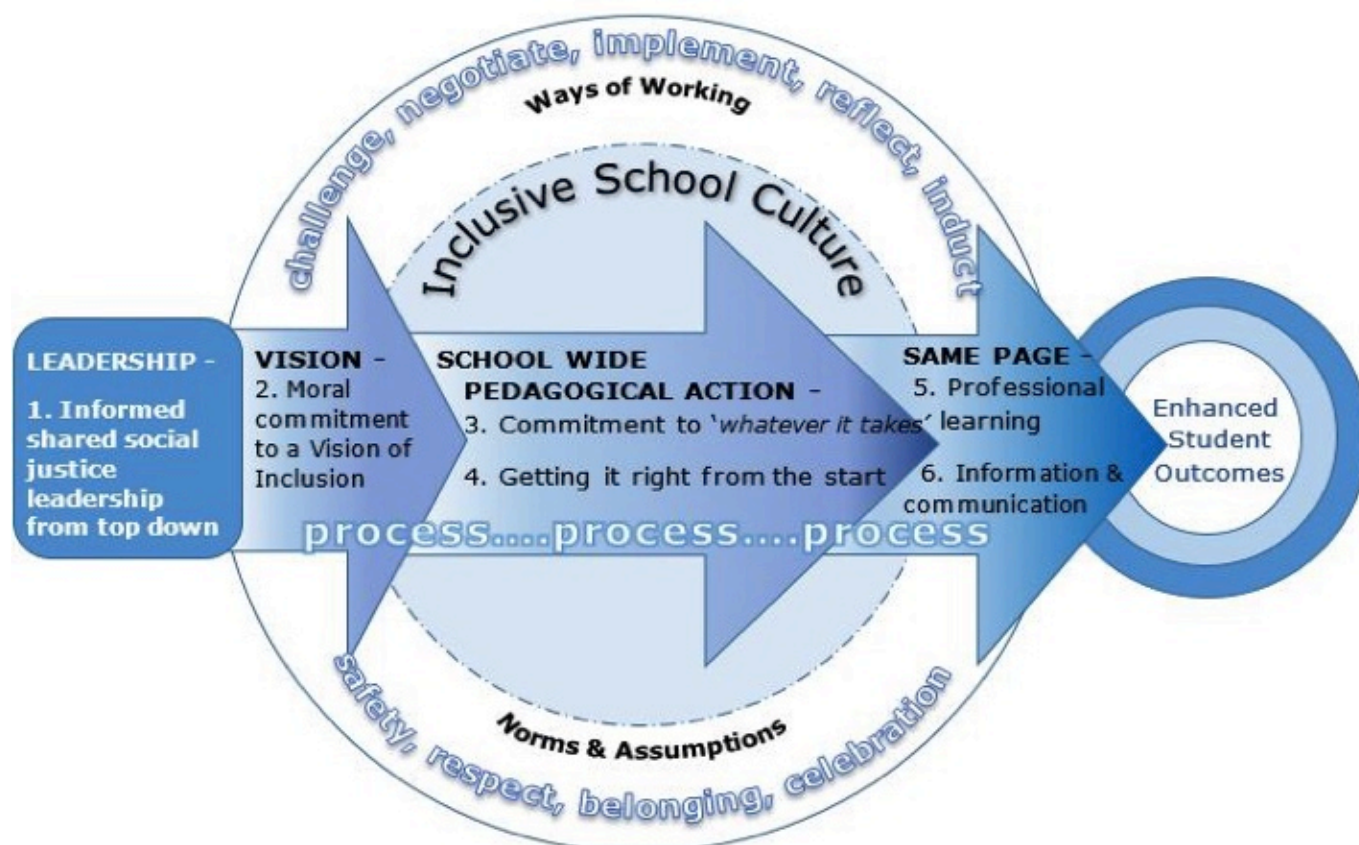 challenge, negotiate, implement, reflect, induct
Ways of Working
Inclusive School Culture
LEADERSHIP -
1. Informed
shared social
justice
leadership
from top down
VISION -
2. Moral
commitment
to a Vision of
Inclusion
SCHOOL WIDE
PEDAGOGICAL ACTION -
3. Commitment to ‘whatever it takes’
4. Getting it right from the start
SAME PAGE -
5. Professional
learning
6. Information &
communication
process....process....process
Enhanced
Student
Outcomes
Norms & Assumptions
safety, respect, belonging, celebration